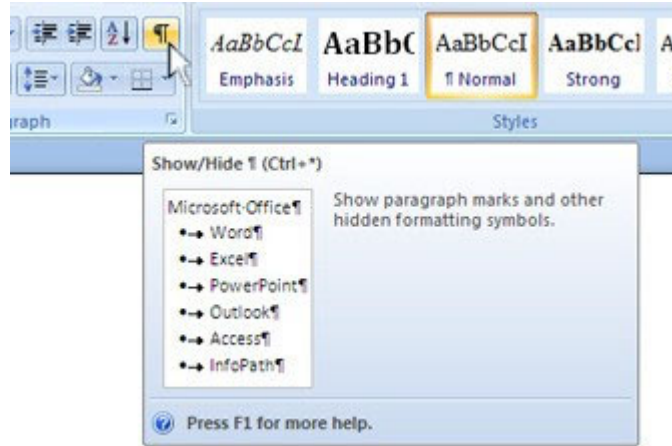 AaBbCcI AaBb( AaBbCcI AaBbCcl A
Emphasis Heading 1 ¶ Normal Strong
raph Styles
Show/Hide ¶ (Ctrl+*)
Microsoft·Office¶
•→ Word¶
•→ Excel¶
•→ PowerPoint¶
•→ Outlook¶
•→ Access¶
•→ InfoPath¶
Show paragraph marks and other
hidden formatting symbols.
Press F1 for more help.